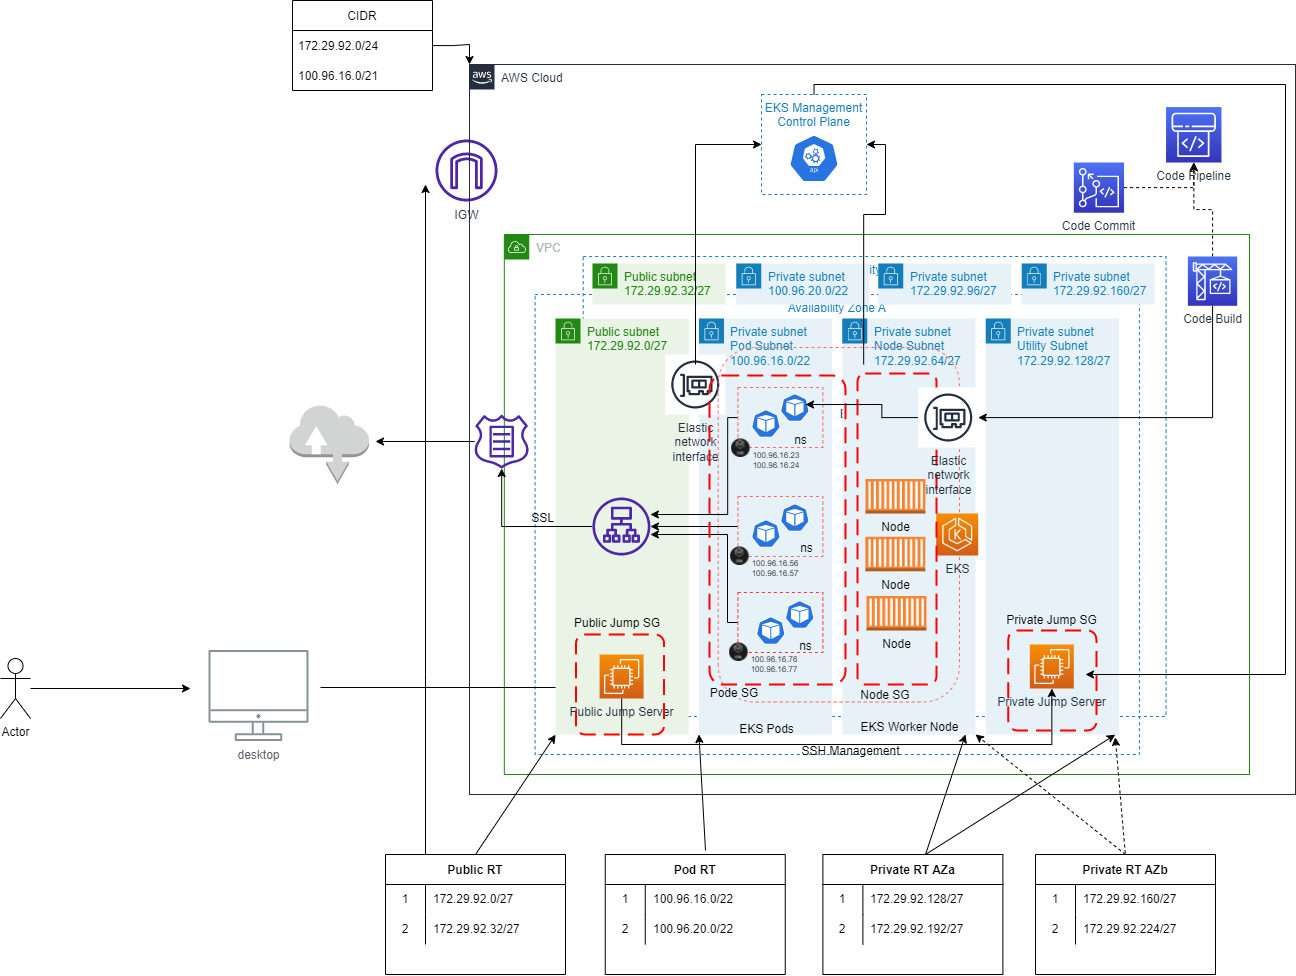 CIDR
172.29.92.0/24
100.96.16.0/21
aws
AWS Cloud
EKS Management
Control Plane
api
IGW
Code Pipeline
Code Commit
VPC
Code Build
Public subnet
172.29.92.32/27
Private subnet
100.96.20.0/22
ity
Private subnet
172.29.92.96/27
Private subnet
172.29.92.160/27
Availability Zone A
Public subnet
172.29.92.0/27
Private subnet
Pod Subnet
100.96.16.0/22
Private subnet
Node Subnet
172.29.92.64/27
Private subnet
Utility Subnet
172.29.92.128/27
Elastic
network
interface
ns
100.96.16.23
100.96.16.24
Elastic
network
interface
SSL
Node
ns
100.96.16.56
100.96.16.57
K
EKS
Node
Node
Public Jump SG
ns
100.96.16.76
100.96.16.77
Private Jump SG
Pode SG
Node SG
Public Jump Server
Private Jump Server
EKS Pods
EKS Worker Node
SSH Management
Actor
desktop
Public RT
1 172.29.92.0/27
2 172.29.92.32/27
Pod RT
1 100.96.16.0/22
2 100.96.20.0/22
Private RT AZa
1 172.29.92.128/27
2 172.29.92.192/27
Private RT AZb
1 172.29.92.160/27
2 172.29.92.224/27